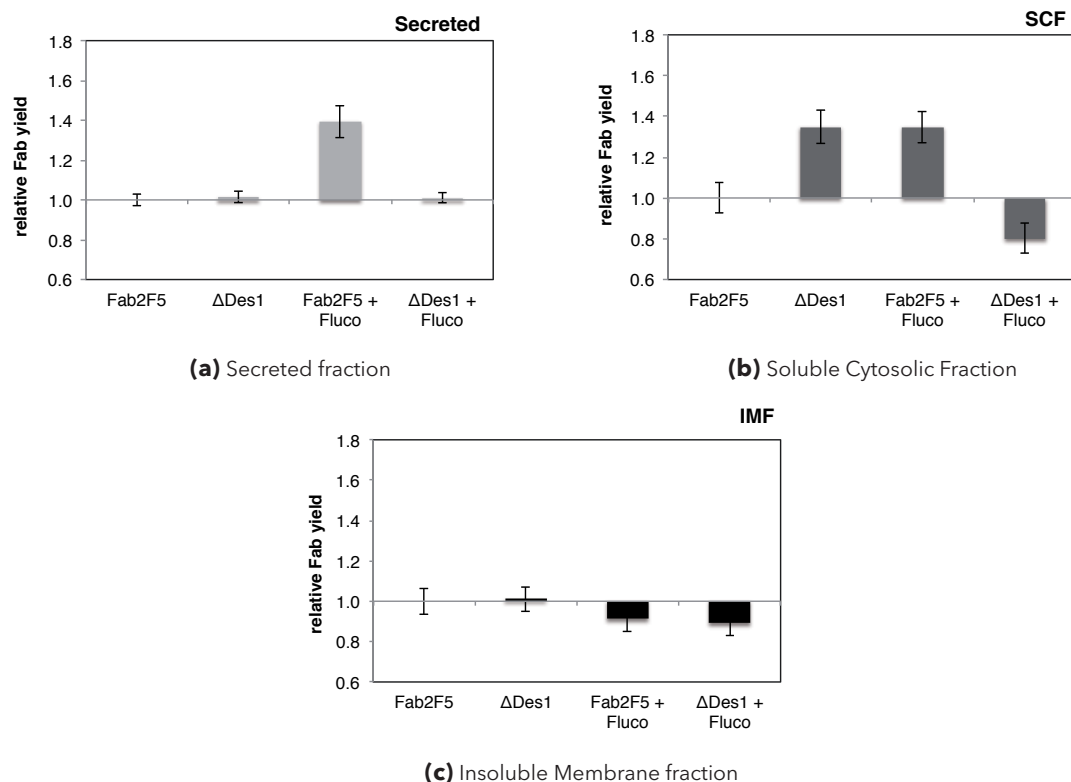 Secreted
relative Fab yield
1.8
1.6
1.4
1.2
1.0
0.8
0.6
Fab2F5
ΔDes1
Fab2F5 +
Fluco
ΔDes1 +
Fluco
(a) Secreted fraction
SCF
relative Fab yield
1.8
1.6
1.4
1.2
1.0
0.8
0.6
Fab2F5
ΔDes1
Fab2F5 +
Fluco
ΔDes1 +
Fluco
(b) Soluble Cytosolic Fraction
IMF
relative Fab yield
1.8
1.6
1.4
1.2
1.0
0.8
0.6
Fab2F5
ΔDes1
Fab2F5 +
Fluco
ΔDes1 +
Fluco
(c) Insoluble Membrane fraction